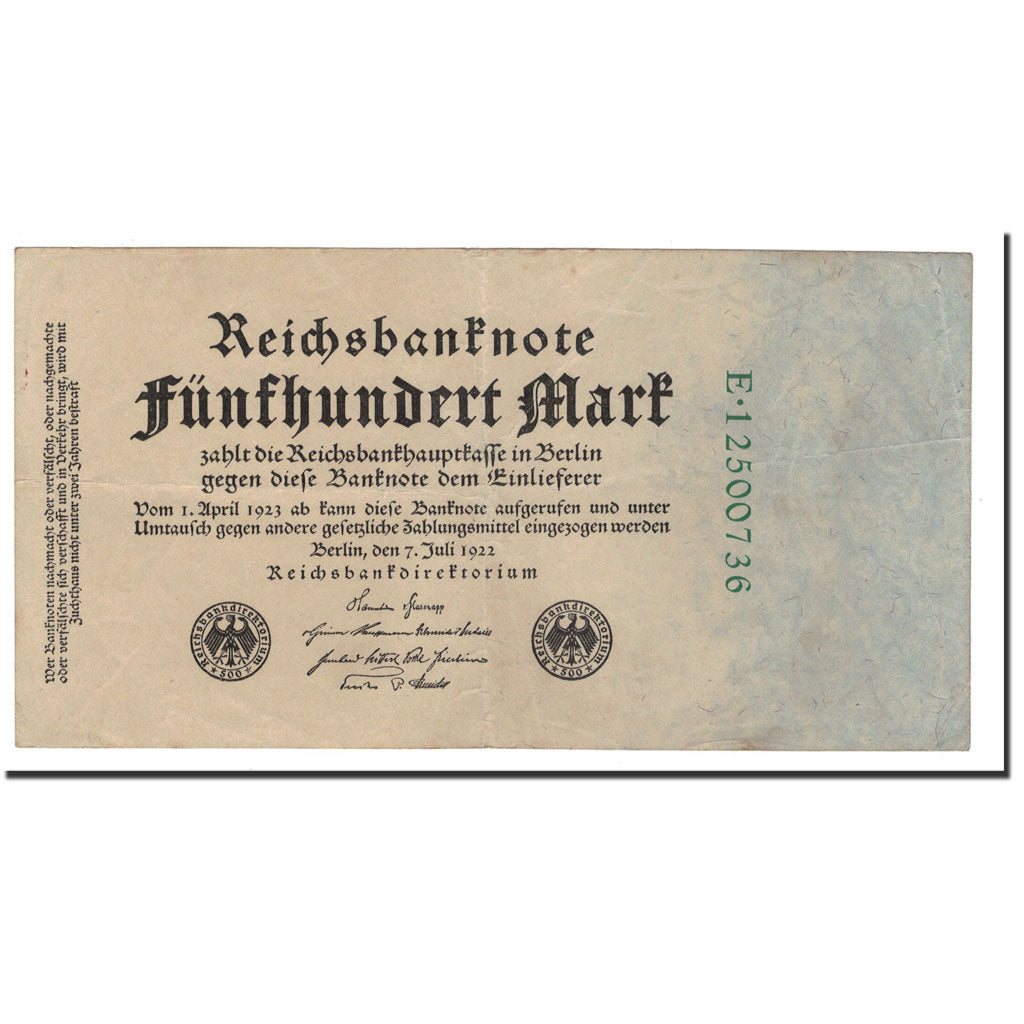 Reichsbanknote
Fünfhundert Mark
zahlt die Reichsbankhauptkasse in Berlin
gegen diese Banknote dem Einlieferer
Vom 1. April 1923 ab kann diese Banknote aufgerufen und unter
Umtausch gegen andere gesetzliche Zahlungsmittel eingezogen werden
Berlin, den 7. Juli 1922
Reichsbankdirektorium
Reichsbankdirektorium
500
Reichsbankdirektorium
500
Wer Banknoten nachmacht oder verfälscht, oder nachgemachte
oder verfälschte sich verschafft und in Verkehr bringt, wird mit
Zuchthaus nicht unter zwei Jahren bestraft
E·12500736